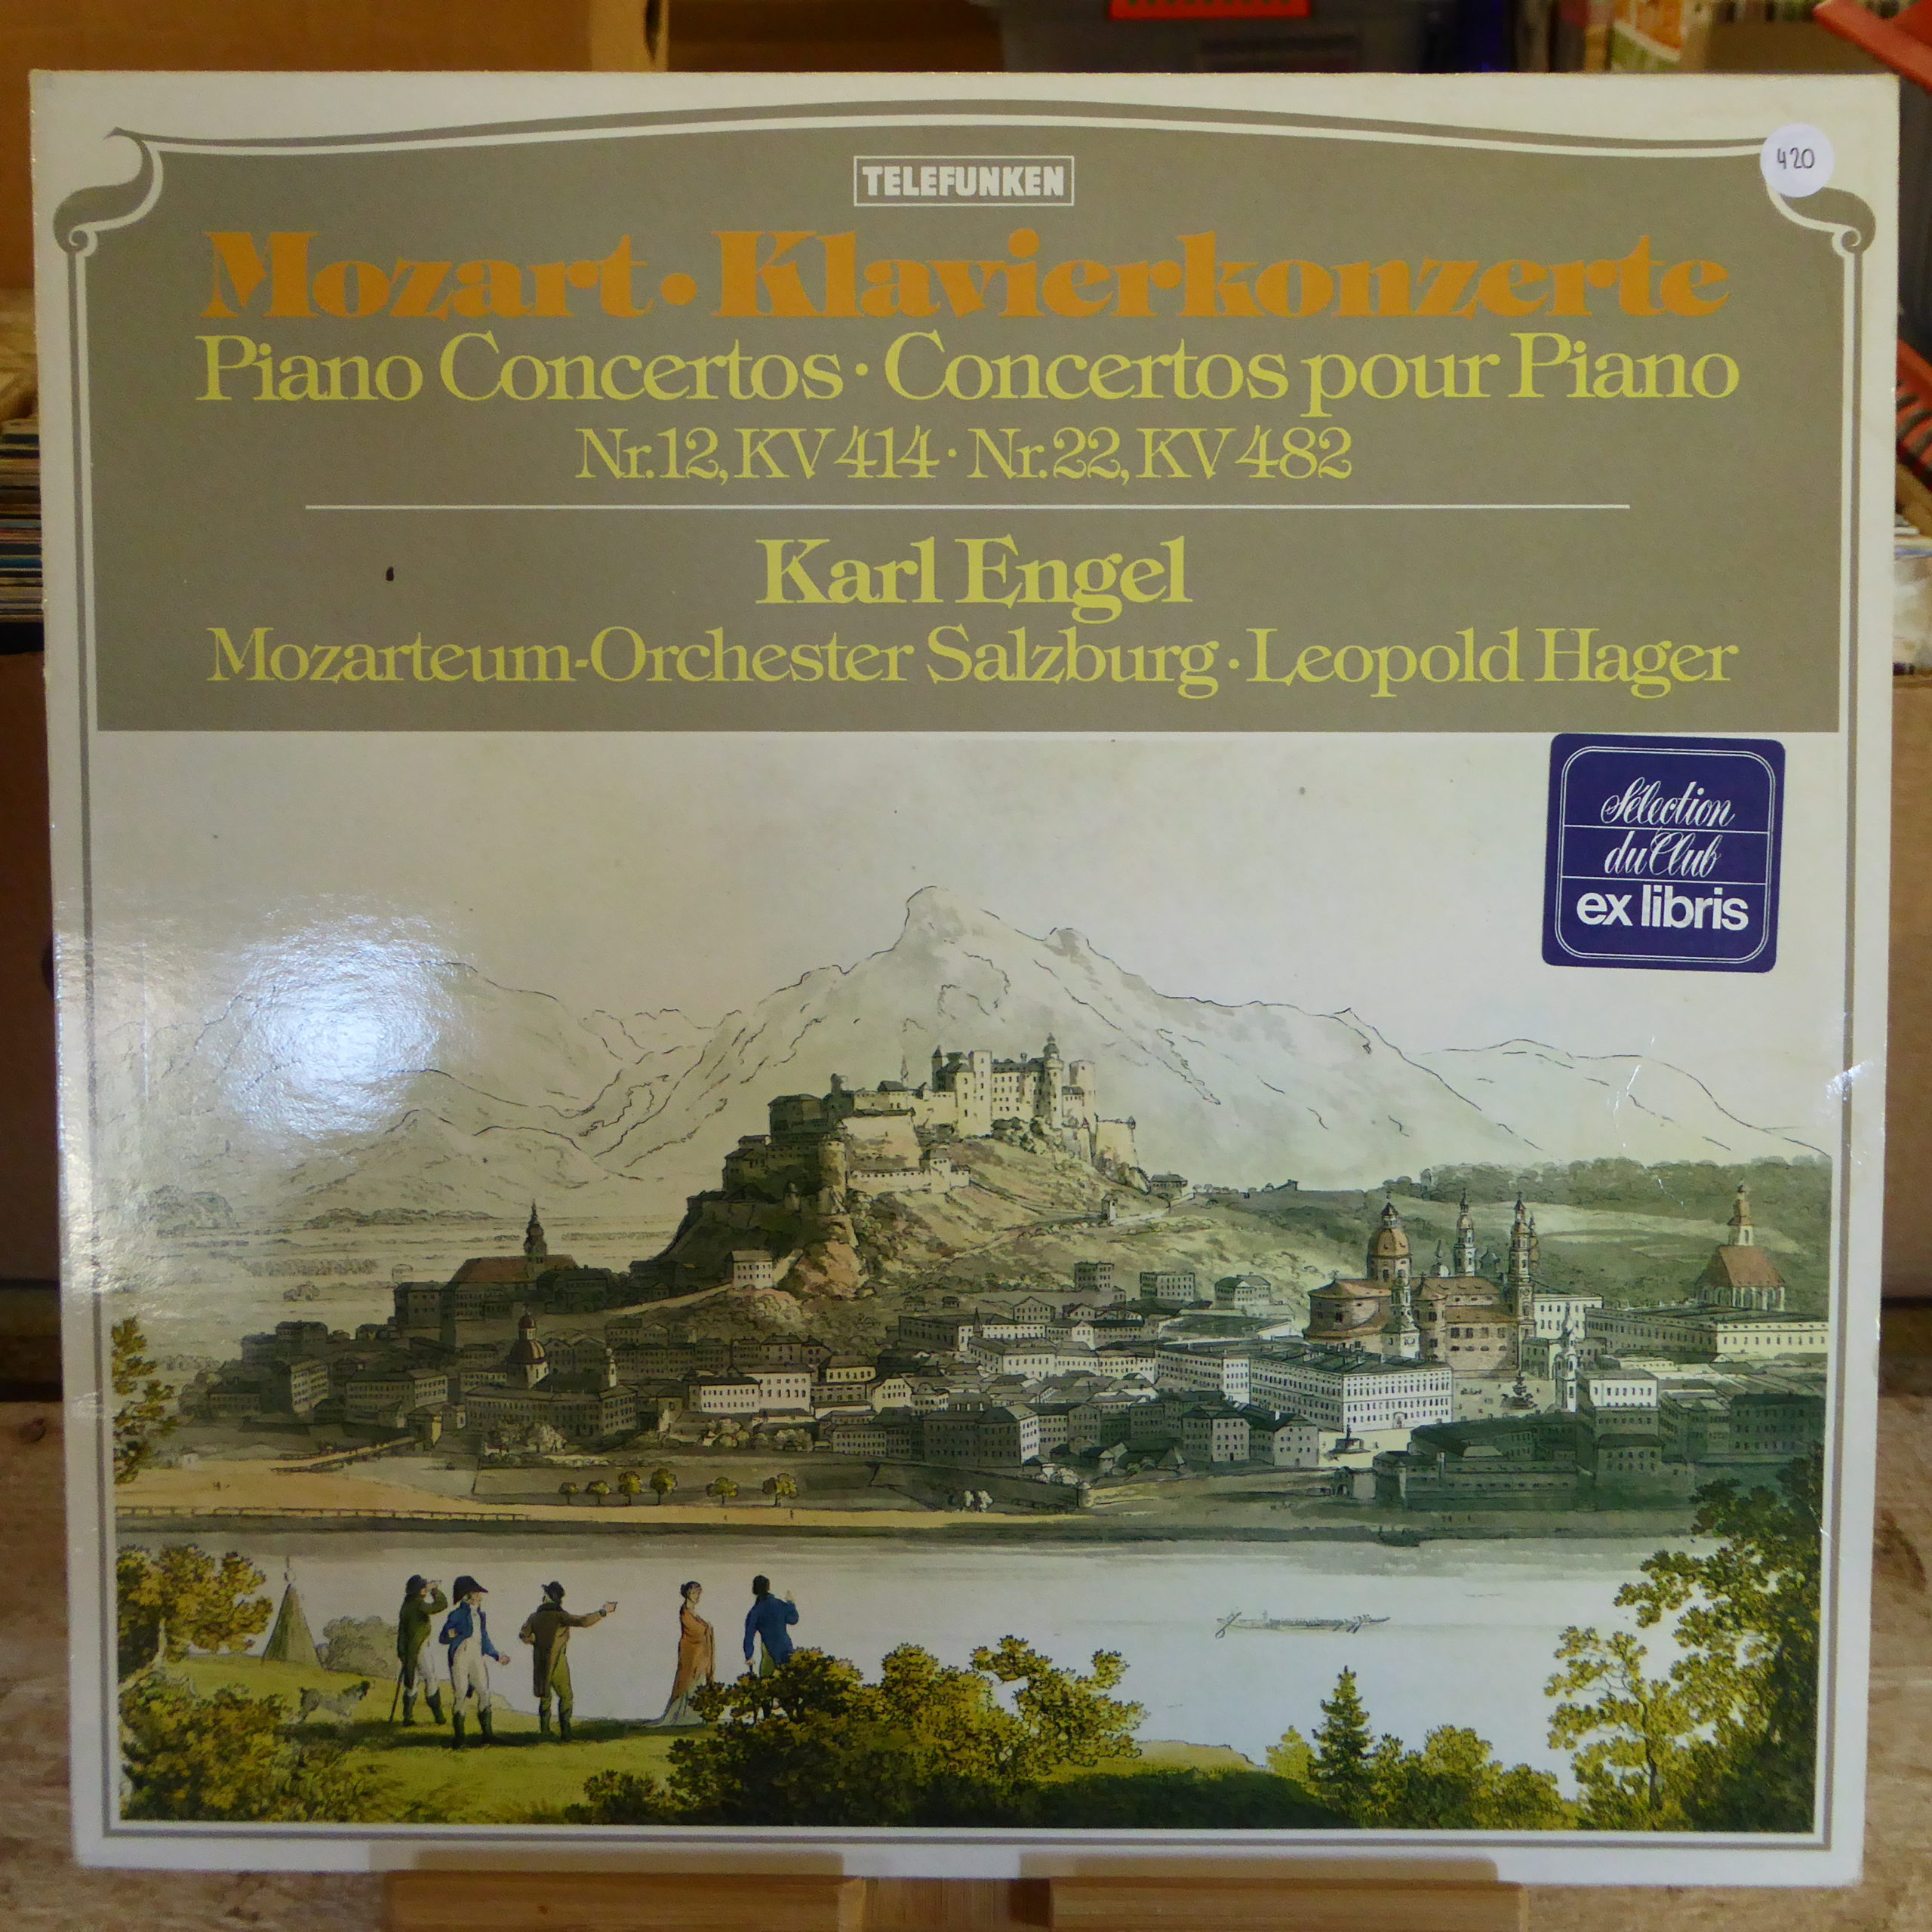 420
TELEFUNKEN
Mozart · Klavierkonzerte
Piano Concertos · Concertos pour Piano
Nr. 12, KV 414 · Nr. 22, KV 482
Karl Engel
Mozarteum-Orchester Salzburg · Leopold Hager
Sélection
du Club
ex libris